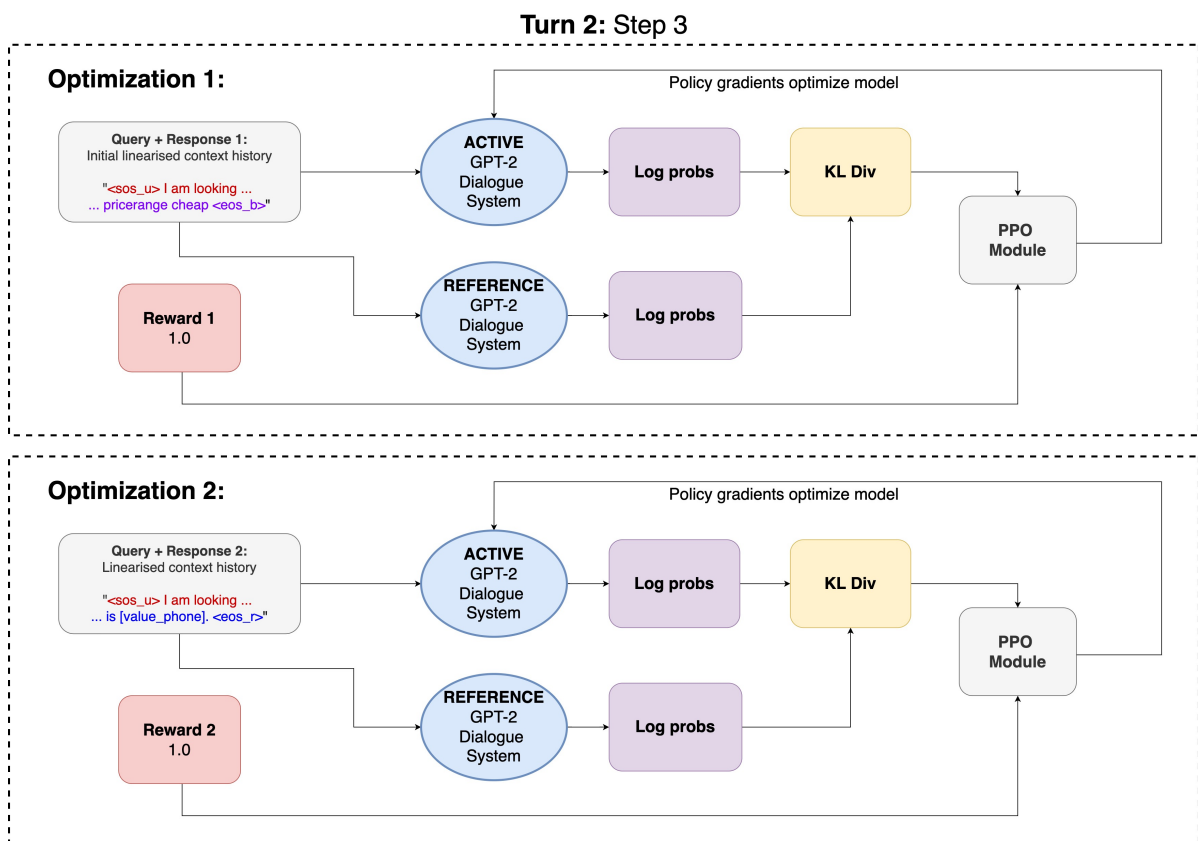 Turn 2: Step 3
Optimization 1:
Policy gradients optimize model
Query + Response 1:
Initial linearised context history
"<sos_u> I am looking ...
... pricerange cheap <eos_b>"
ACTIVE
GPT-2
Dialogue
System
Log probs
KL Div
PPO
Module
REFERENCE
GPT-2
Dialogue
System
Log probs
Reward 1
1.0
Optimization 2:
Policy gradients optimize model
Query + Response 2:
Linearised context history
"<sos_u> I am looking ...
... is [value_phone]. <eos_r>"
ACTIVE
GPT-2
Dialogue
System
Log probs
KL Div
PPO
Module
REFERENCE
GPT-2
Dialogue
System
Log probs
Reward 2
1.0